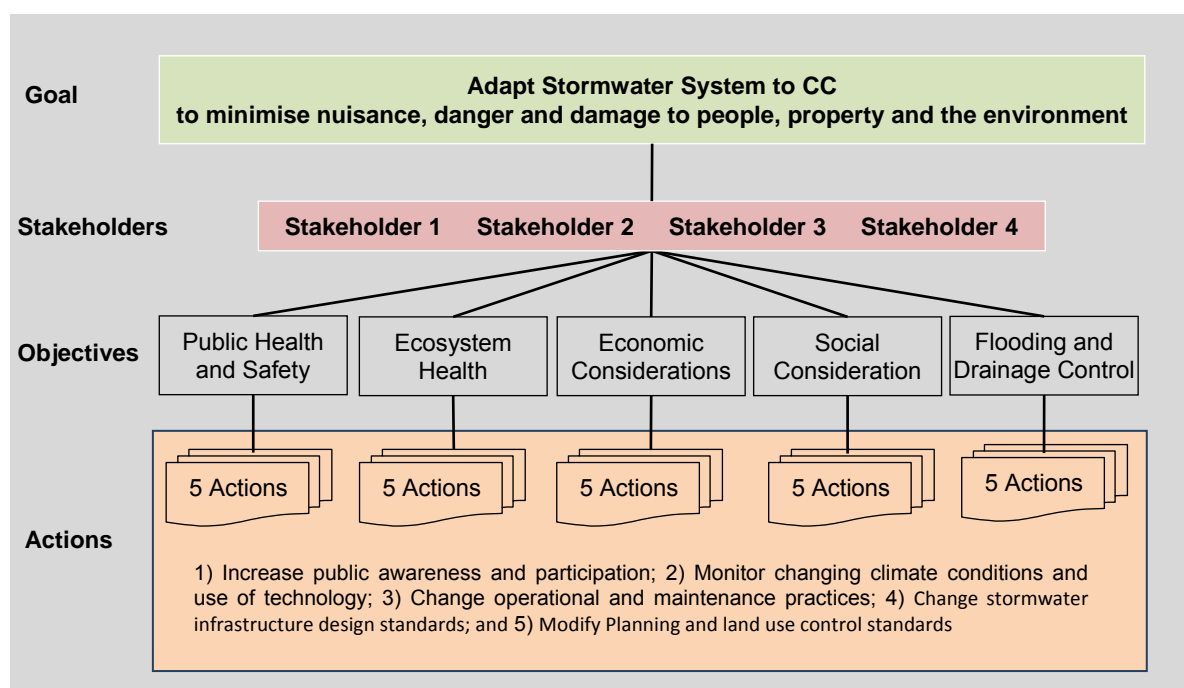 Goal
Adapt Stormwater System to CC
to minimise nuisance, danger and damage to people, property and the environment
Stakeholders
Stakeholder 1 Stakeholder 2 Stakeholder 3 Stakeholder 4
Objectives
Public Health
and Safety
Ecosystem
Health
Economic
Considerations
Social
Consideration
Flooding and
Drainage Control
Actions
5 Actions
5 Actions
5 Actions
5 Actions
5 Actions
1) Increase public awareness and participation; 2) Monitor changing climate conditions and
use of technology; 3) Change operational and maintenance practices; 4) Change stormwater
infrastructure design standards; and 5) Modify Planning and land use control standards